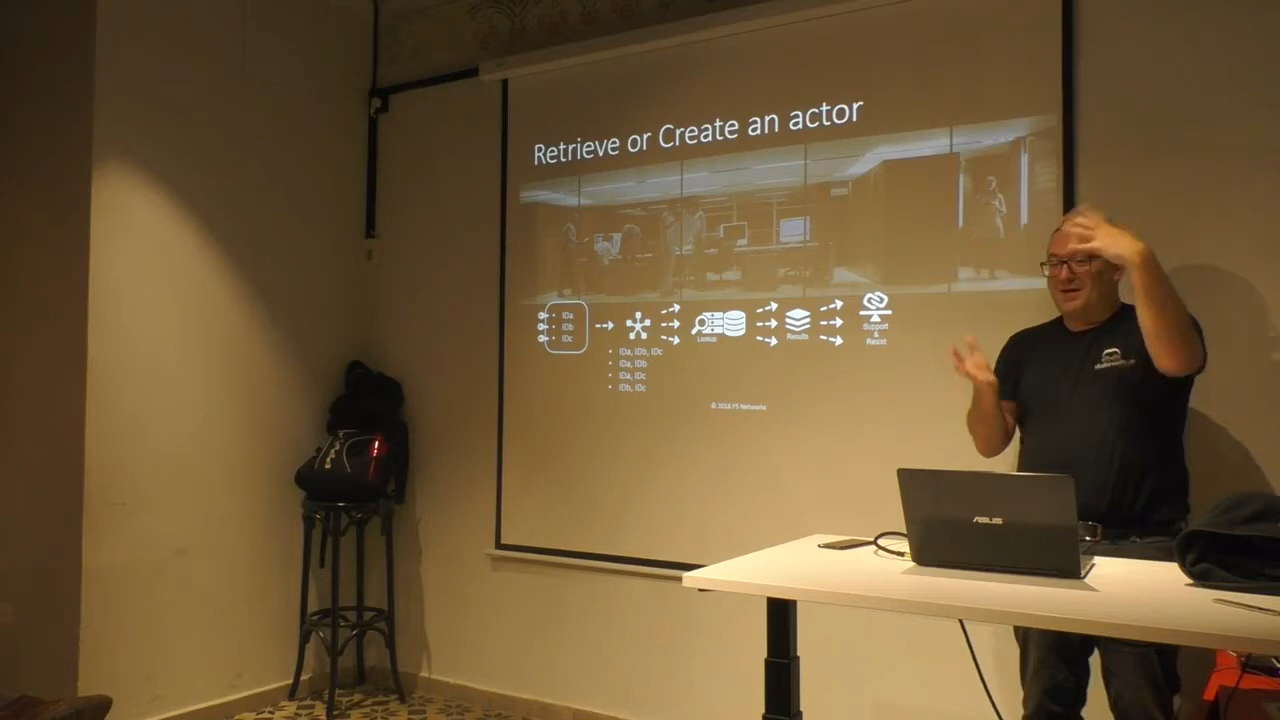 Retrieve or Create an actor
IDa
IDb
IDc
Lookup
Results
Support
&
Resist
IDa, IDb, IDc
IDa, IDb
IDa, IDc
IDb, IDc
© 2018 F5 Networks
ASUS